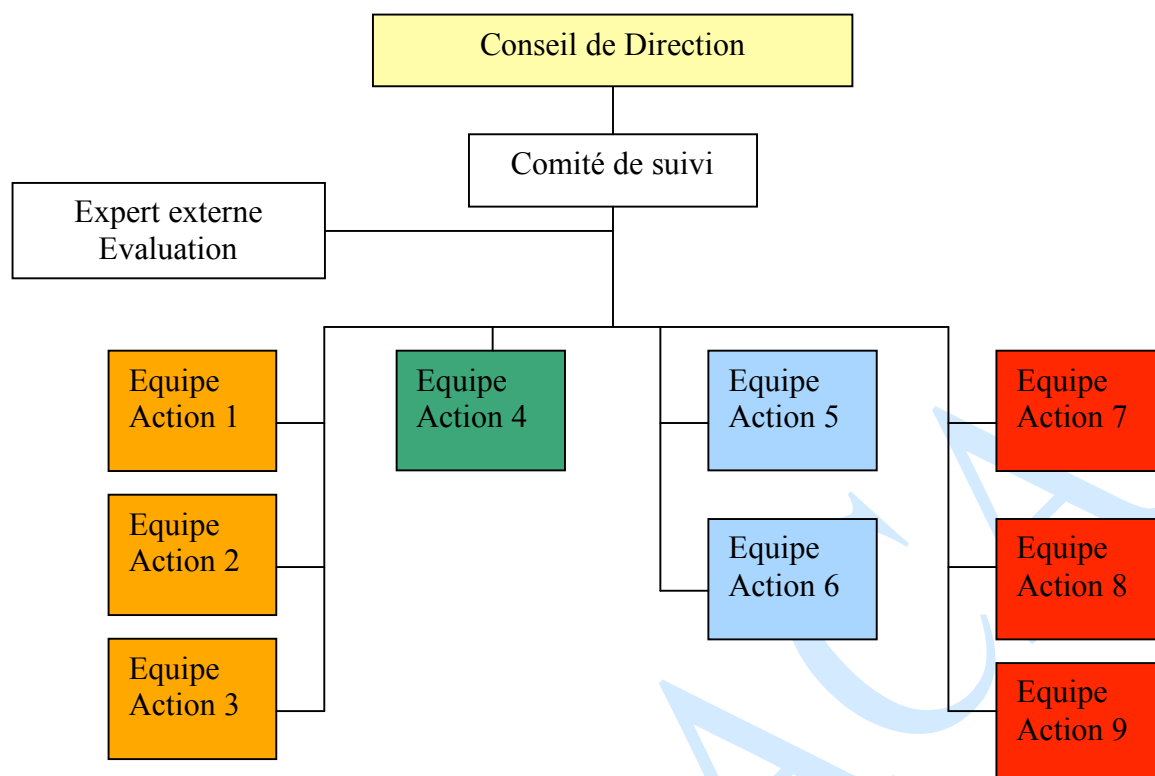 Conseil de Direction
Comité de suivi
Expert externe
Evaluation
Equipe
Action 1
Equipe
Action 2
Equipe
Action 3
Equipe
Action 4
Equipe
Action 5
Equipe
Action 6
Equipe
Action 7
Equipe
Action 8
Equipe
Action 9